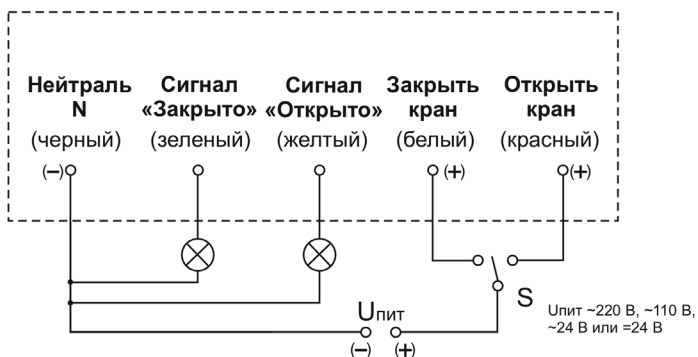 Нейтраль Сигнал Сигнал Закрыть Открыть
N «Закрыто» «Открыто» кран кран
(черный) (зеленый) (желтый) (белый) (красный)
(−) (+) (+)
S
Uпит
Uпит ~220 В, ~110 В,
~24 В или =24 В
(−) (+)